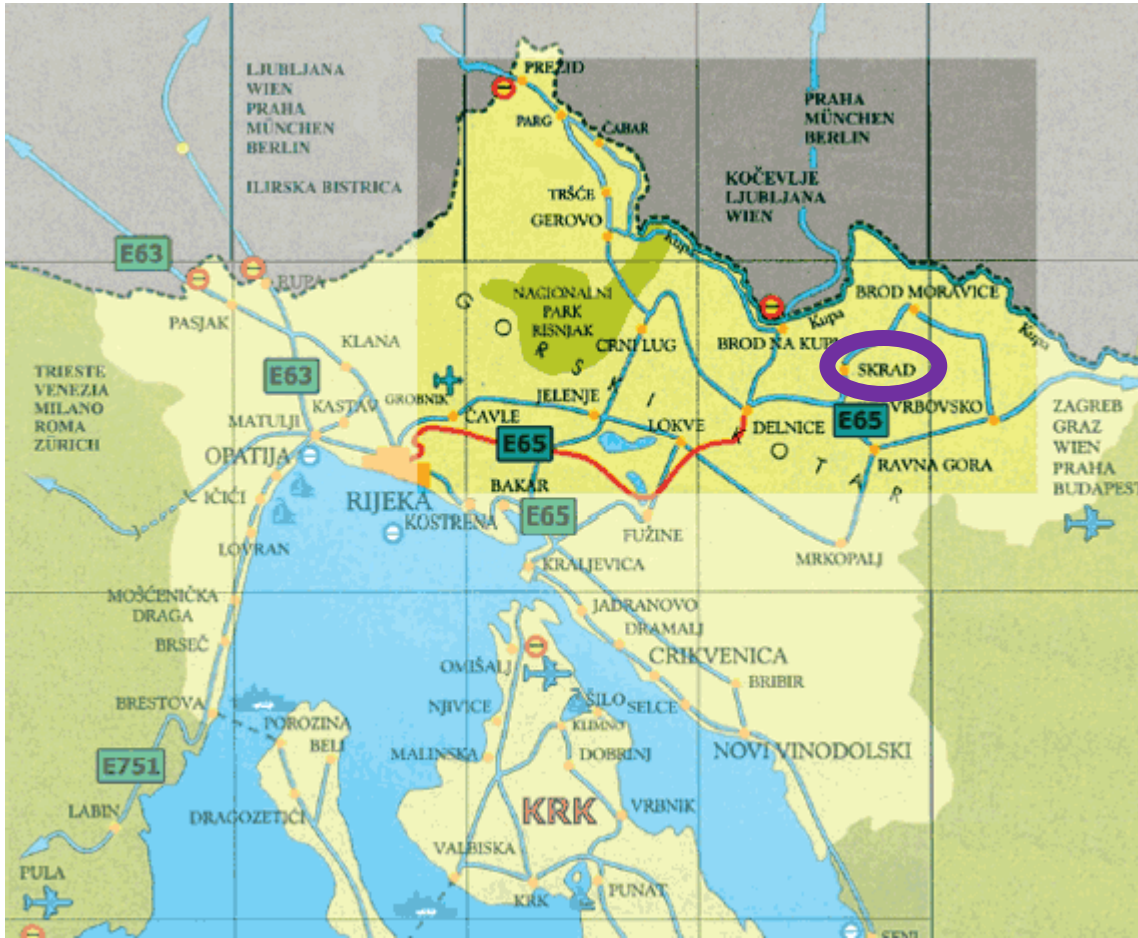 LJUBLJANA
WIEN
PRAHA
MÜNCHEN
BERLIN
ILIRSKA BISTRICA
PREZID
PARG
ČABAR
PRAHA
MÜNCHEN
BERLIN
KOČEVLJE
LJUBLJANA
WIEN
TRŠĆE
GEROVO
Kupa
E63
RUPA
PASJAK
NACIONALNI
PARK
RISNJAK
BROD MORAVICE
Kupa
Kupa
KLANA
CRNI LUG
BROD NA KUPI
SKRAD
GORSKI KOTAR
TRIESTE
VENEZIA
MILANO
ROMA
ZÜRICH
E63
KASTAV
GROBNIK
MATULJI
ČAVLE
JELENJE
LOKVE
DELNICE
E65
VRBOVSKO
ZAGREB
GRAZ
WIEN
PRAHA
BUDAPEST
OPATIJA
E65
RAVNA GORA
IČIĆI
RIJEKA
BAKAR
KOSTRENA
E65
FUŽINE
MRKOPALJ
LOVRAN
KRALJEVICA
MOŠĆENIČKA
DRAGA
JADRANOVO
BRSEČ
DRAMALJ
CRIKVENICA
OMIŠALJ
BRIBIR
BRESTOVA
NJIVICE
ŠILO
SELCE
POROZINA
KLIMNO
BELI
MALINSKA
DOBRINJ
NOVI VINODOLSKI
E751
LABIN
DRAGOZETIĆI
KRK
VRBNIK
VALBISKA
PULA
KRK
PUNAT
SENJ